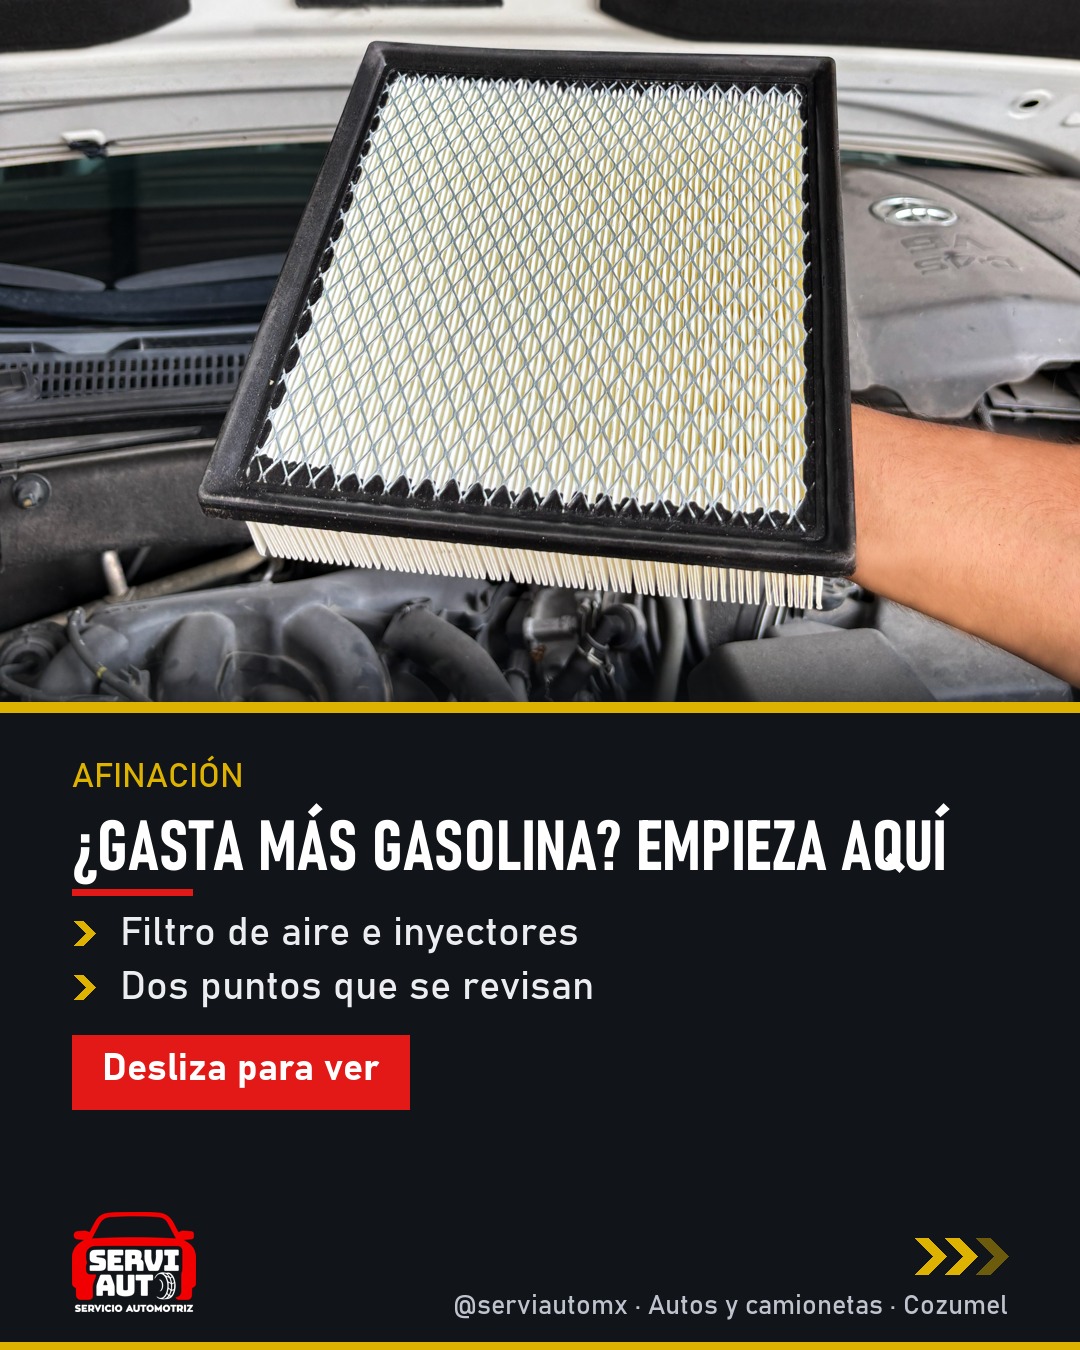 AFINACIÓN
¿GASTA MÁS GASOLINA? EMPIEZA AQUÍ
Filtro de aire e inyectores
Dos puntos que se revisan
Desliza para ver
SERVI
AUTO
SERVICIO AUTOMOTRIZ
@serviautomx · Autos y camionetas · Cozumel